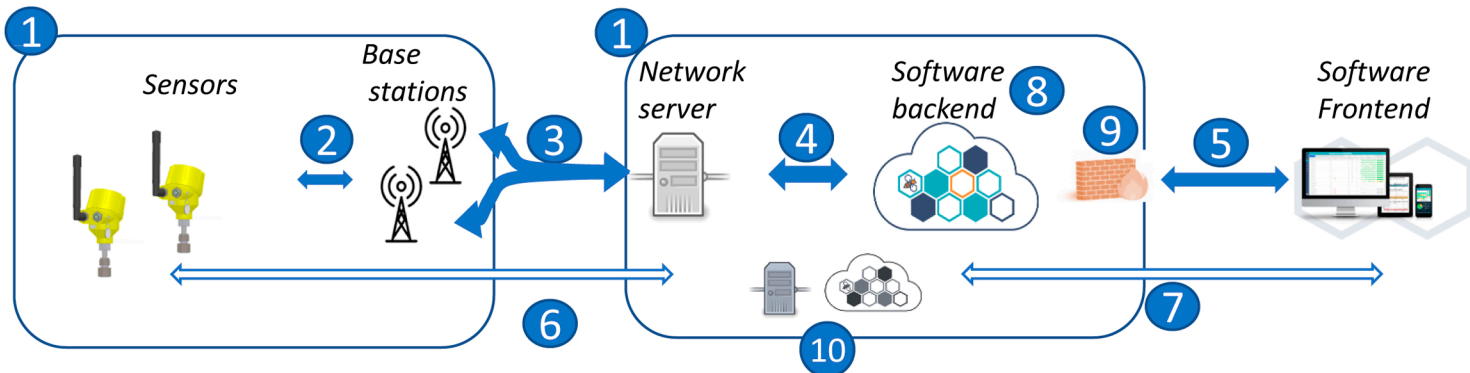 1
Sensors
Base
stations
2
3
1
Network
server
4
Software
backend
8
9
5
Software
Frontend
6
7
10